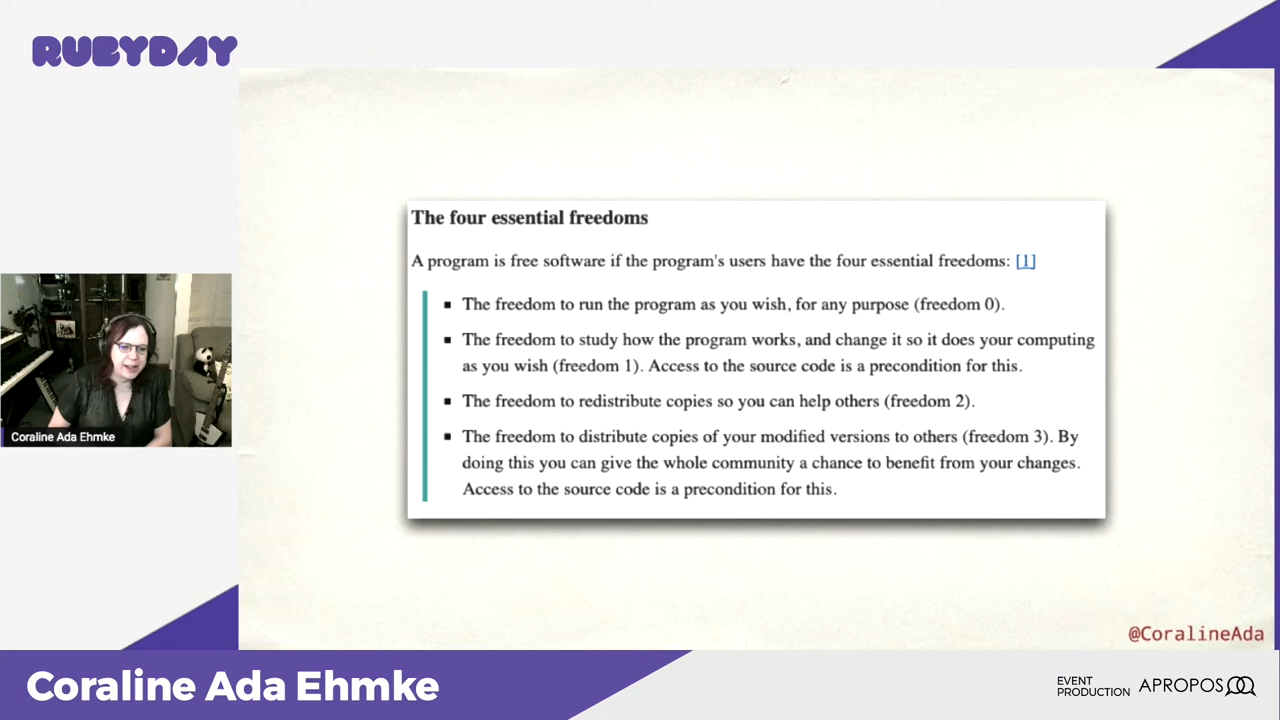 RUBYDAY
The four essential freedoms
A program is free software if the program's users have the four essential freedoms: [1]
▪ The freedom to run the program as you wish, for any purpose (freedom 0).
▪ The freedom to study how the program works, and change it so it does your computing
as you wish (freedom 1). Access to the source code is a precondition for this.
▪ The freedom to redistribute copies so you can help others (freedom 2).
▪ The freedom to distribute copies of your modified versions to others (freedom 3). By
doing this you can give the whole community a chance to benefit from your changes.
Access to the source code is a precondition for this.
Coraline Ada Ehmke
@CoralineAda
Coraline Ada Ehmke
EVENT
PRODUCTION
APROPOS